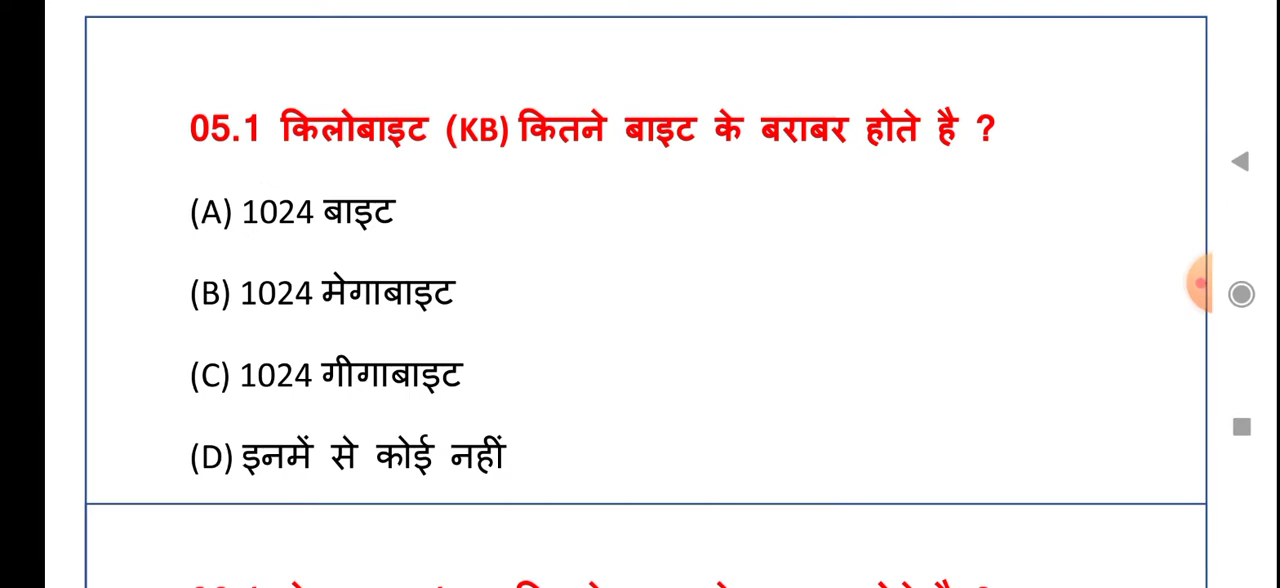 05.1 किलोबाइट (KB) कितने बाइट के बराबर होते है ?
(A) 1024 बाइट
(B) 1024 मेगाबाइट
(C) 1024 गीगाबाइट
(D) इनमें से कोई नहीं